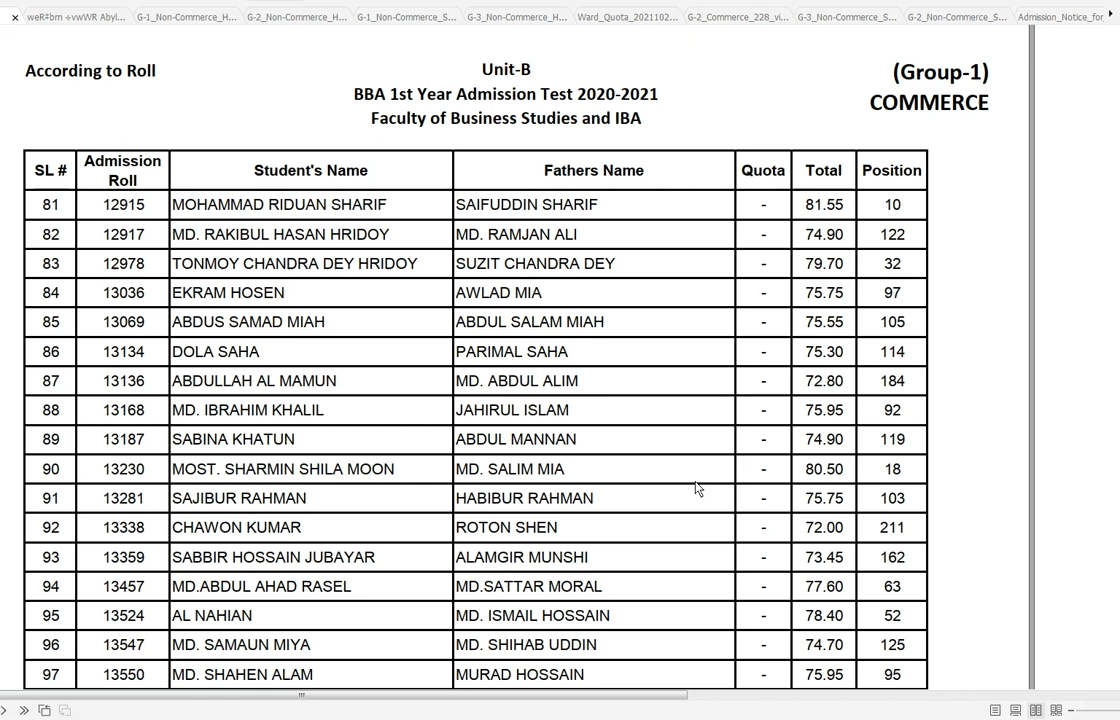 weR‡bm ÷vwWR Abyl... G-1_Non-Commerce_H... G-2_Non-Commerce_H... G-1_Non-Commerce_S... G-3_Non-Commerce_H... Ward_Quota_2021102... G-2_Commerce_228_vi... G-3_Non-Commerce_S... G-2_Non-Commerce_S... Admission_Notice_for
According to Roll Unit-B (Group-1)
BBA 1st Year Admission Test 2020-2021 COMMERCE
Faculty of Business Studies and IBA
SL # Admission Roll Student's Name Fathers Name Quota Total Position
81 12915 MOHAMMAD RIDUAN SHARIF SAIFUDDIN SHARIF - 81.55 10
82 12917 MD. RAKIBUL HASAN HRIDOY MD. RAMJAN ALI - 74.90 122
83 12978 TONMOY CHANDRA DEY HRIDOY SUZIT CHANDRA DEY - 79.70 32
84 13036 EKRAM HOSEN AWLAD MIA - 75.75 97
85 13069 ABDUS SAMAD MIAH ABDUL SALAM MIAH - 75.55 105
86 13134 DOLA SAHA PARIMAL SAHA - 75.30 114
87 13136 ABDULLAH AL MAMUN MD. ABDUL ALIM - 72.80 184
88 13168 MD. IBRAHIM KHALIL JAHIRUL ISLAM - 75.95 92
89 13187 SABINA KHATUN ABDUL MANNAN - 74.90 119
90 13230 MOST. SHARMIN SHILA MOON MD. SALIM MIA - 80.50 18
91 13281 SAJIBUR RAHMAN HABIBUR RAHMAN - 75.75 103
92 13338 CHAWON KUMAR ROTON SHEN - 72.00 211
93 13359 SABBIR HOSSAIN JUBAYAR ALAMGIR MUNSHI - 73.45 162
94 13457 MD.ABDUL AHAD RASEL MD.SATTAR MORAL - 77.60 63
95 13524 AL NAHIAN MD. ISMAIL HOSSAIN - 78.40 52
96 13547 MD. SAMAUN MIYA MD. SHIHAB UDDIN - 74.70 125
97 13550 MD. SHAHEN ALAM MURAD HOSSAIN - 75.95 95